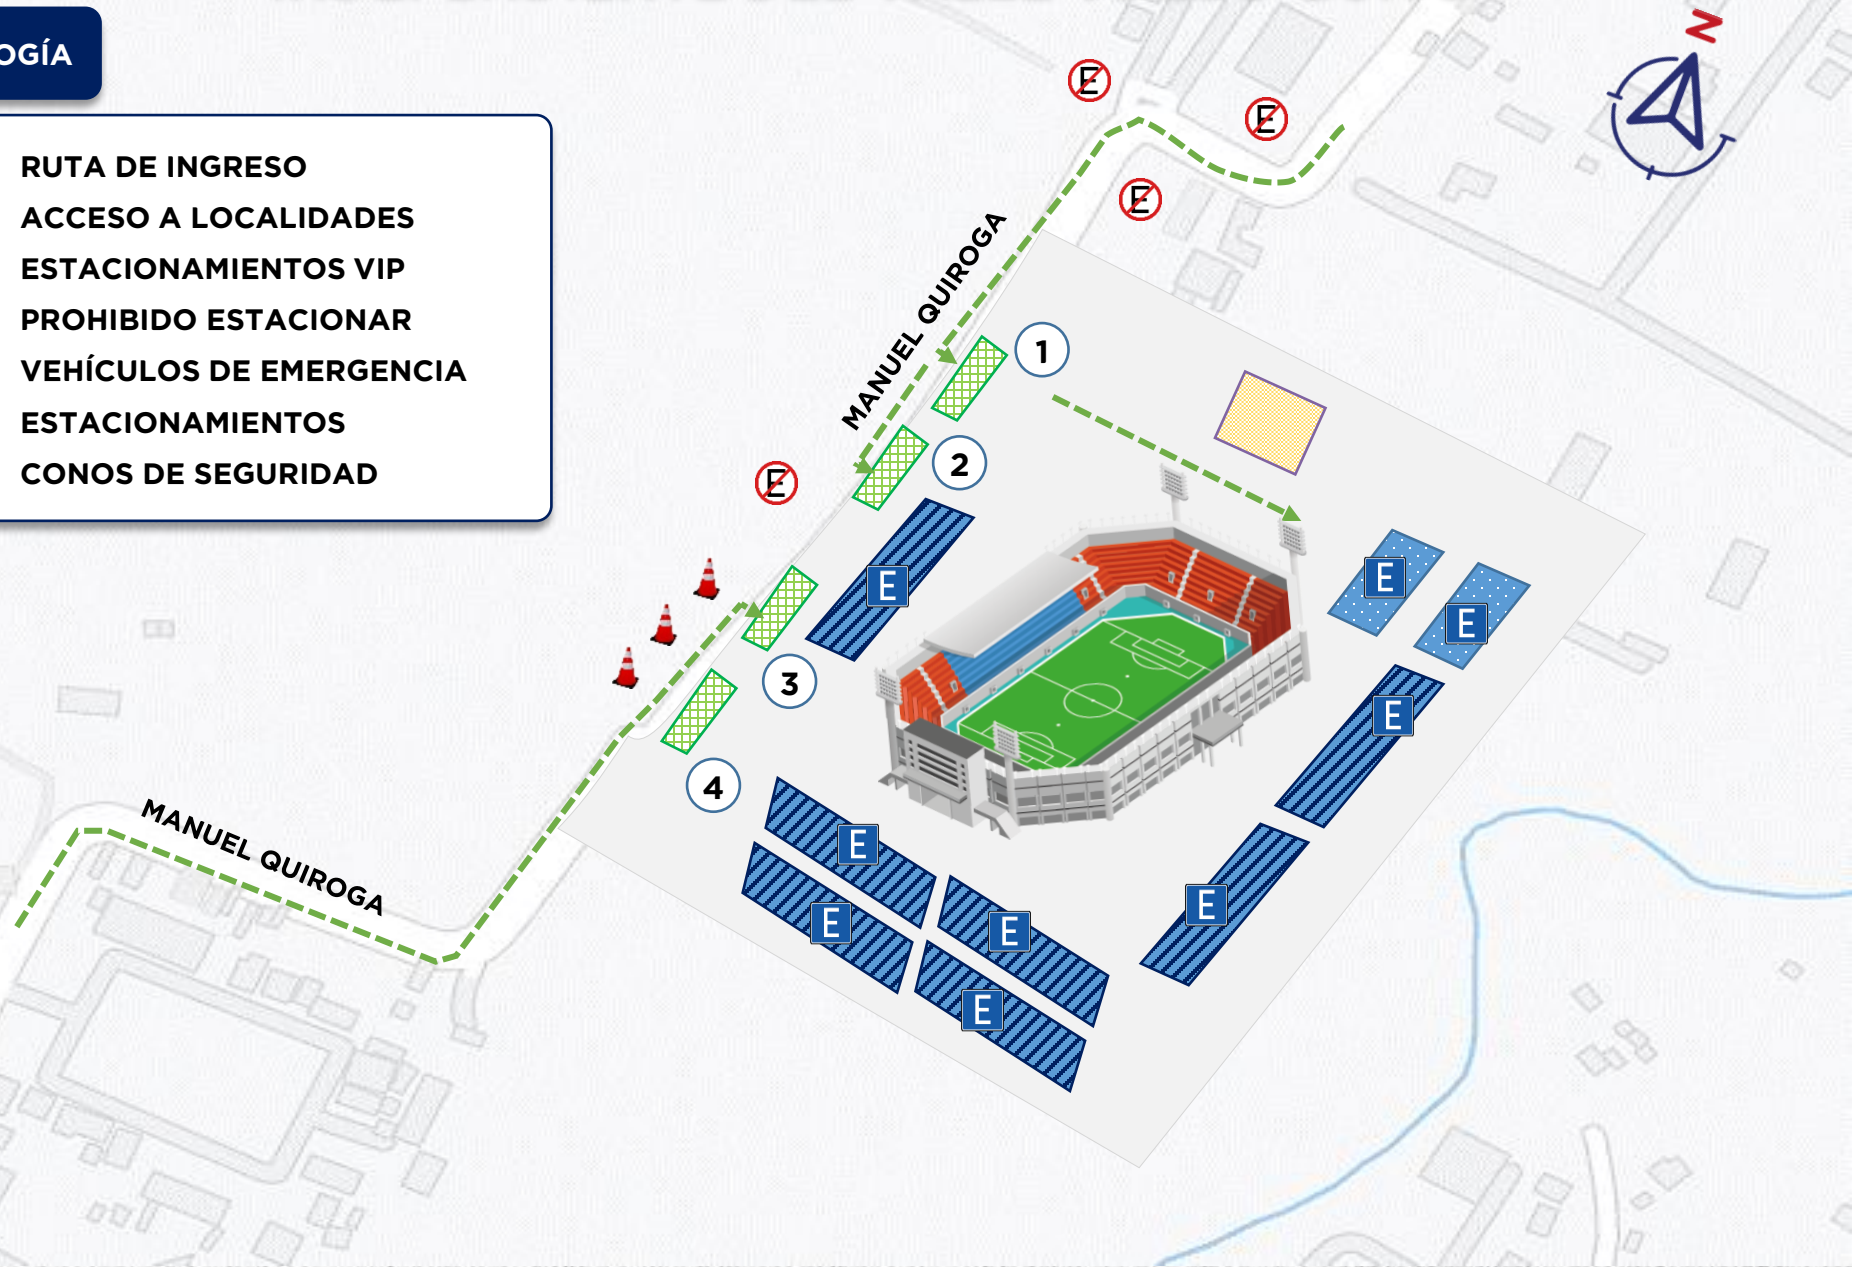 OGÍA
RUTA DE INGRESO
ACCESO A LOCALIDADES
ESTACIONAMIENTOS VIP
PROHIBIDO ESTACIONAR
VEHÍCULOS DE EMERGENCIA
ESTACIONAMIENTOS
CONOS DE SEGURIDAD
N
E
E
E
MANUEL QUIROGA
1
2
E
E
E
E
3
E
4
MANUEL QUIROGA
E
E
E
E
E